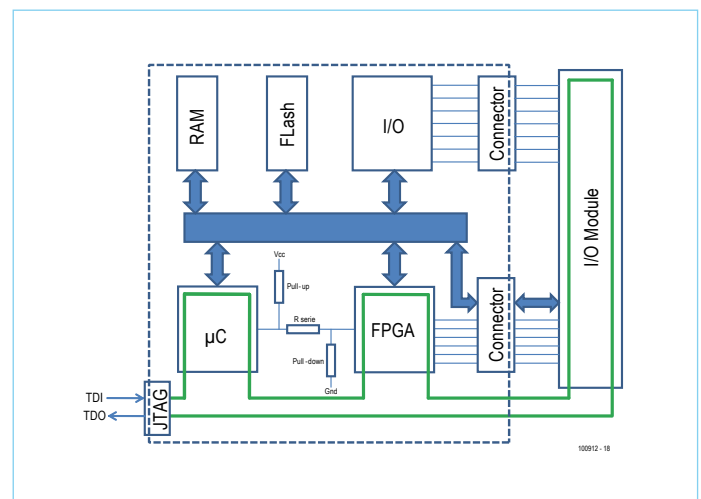 RAM
FLash
I/O
Connector
I/O Module
Vcc
Pull-up
µC
R serie
FPGA
Connector
Pull-down
Gnd
TDI
TDO
JTAG
100912 - 18